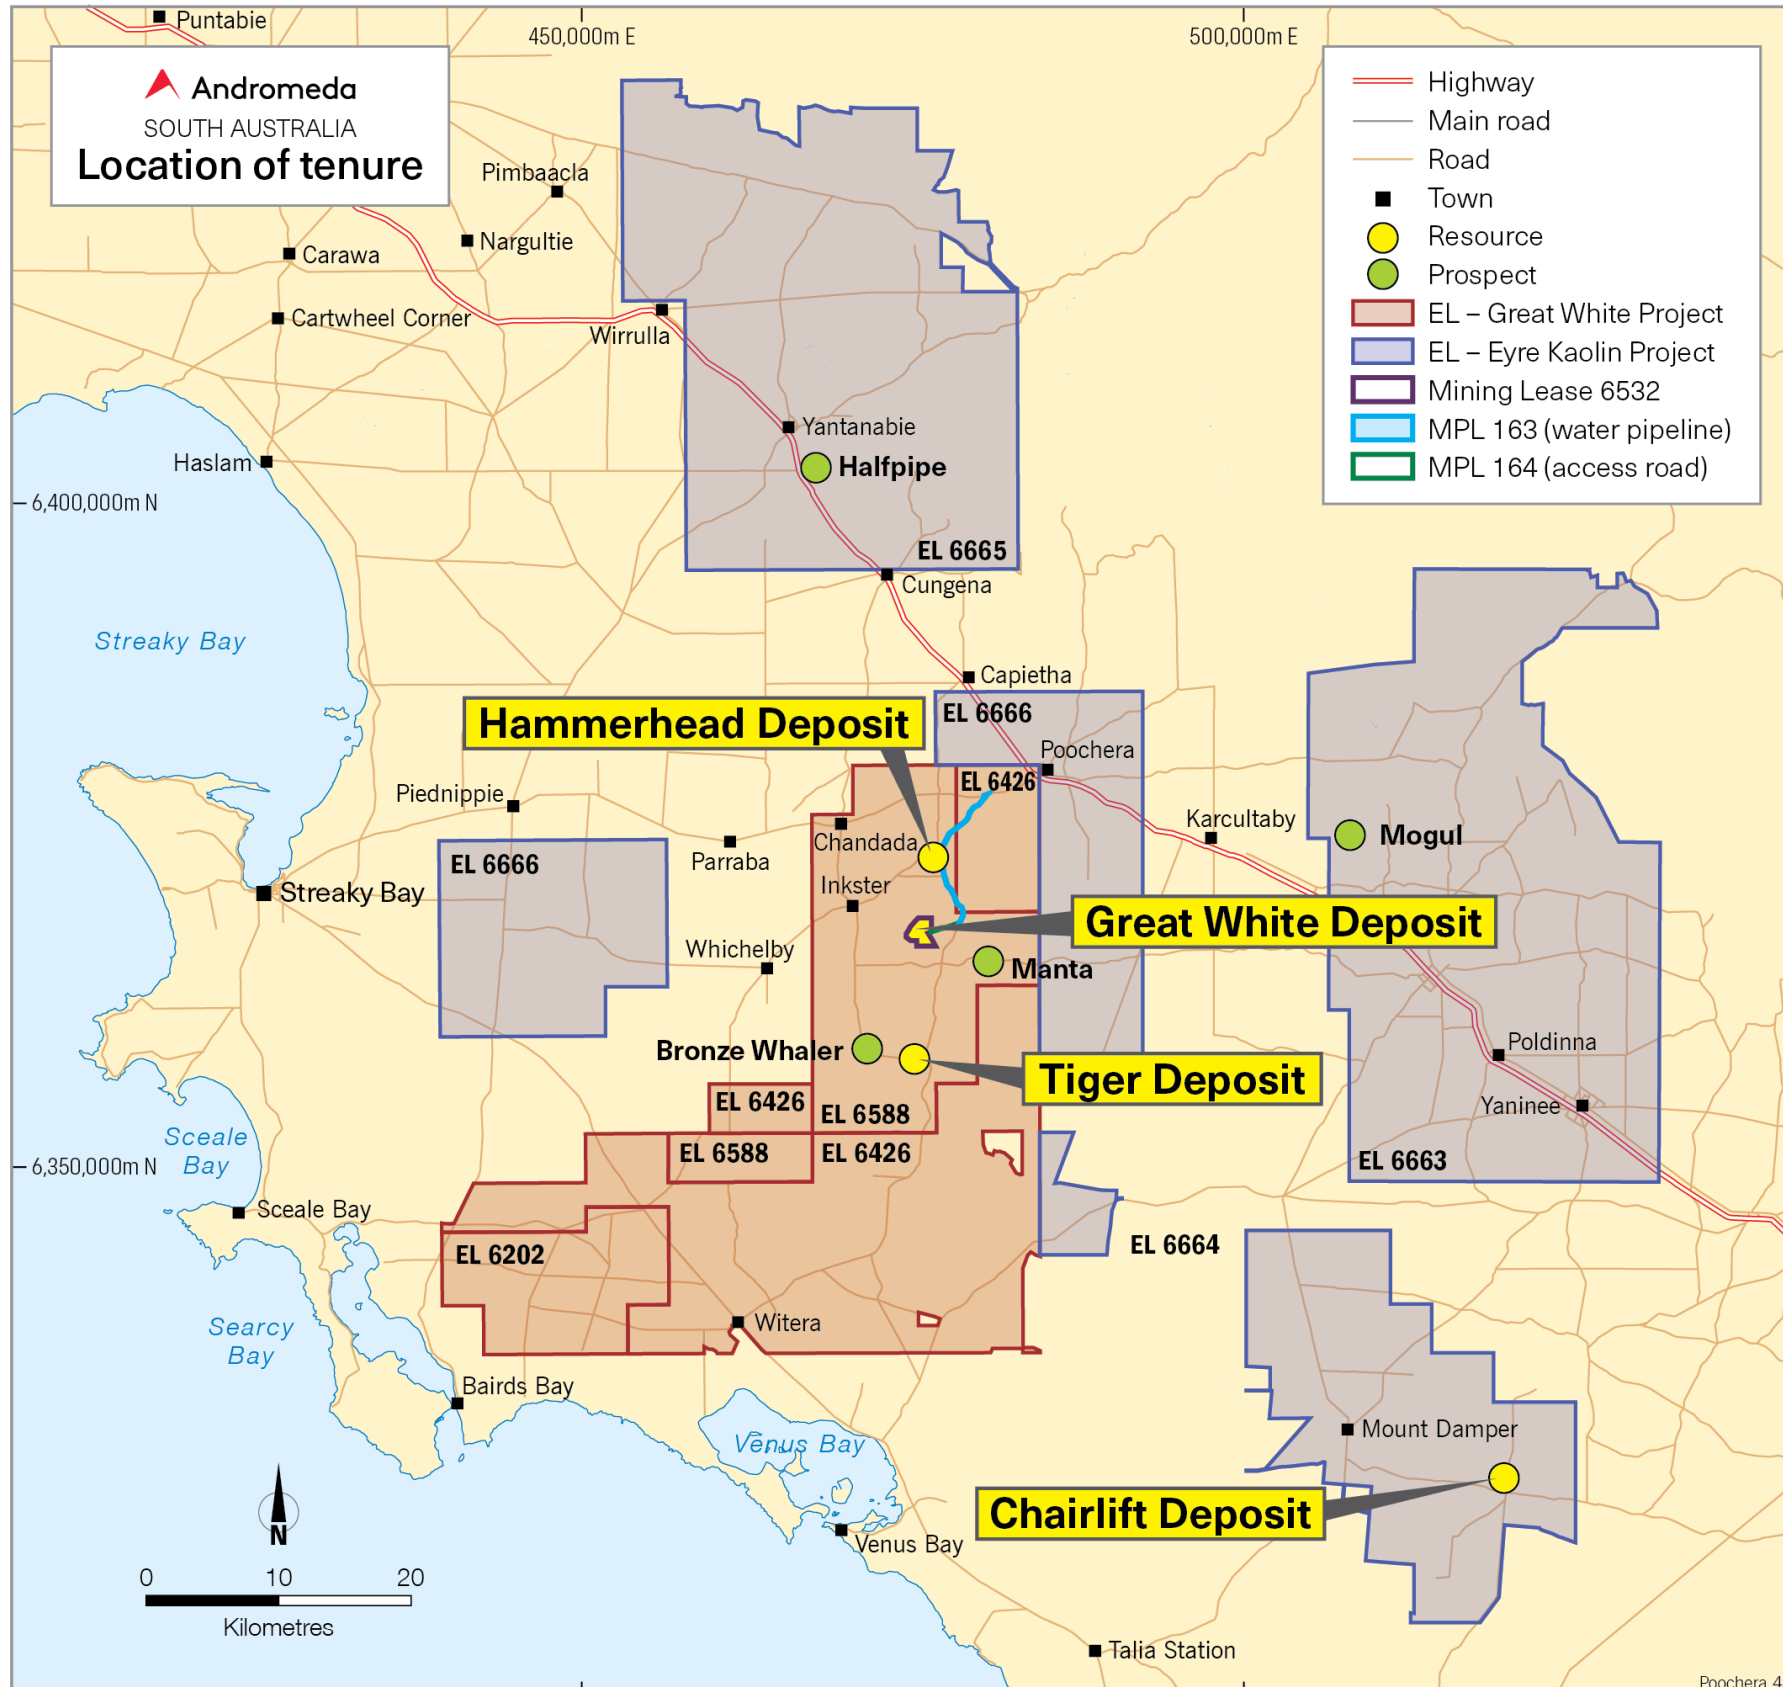 Puntabie
450,000m E
500,000m E
Andromeda
SOUTH AUSTRALIA
Location of tenure
Highway
Main road
Road
Town
Resource
Prospect
EL – Great White Project
EL – Eyre Kaolin Project
Mining Lease 6532
MPL 163 (water pipeline)
MPL 164 (access road)
Pimbaacla
Nargultie
Carawa
Cartwheel Corner
Wirrulla
Yantanabie
Halfpipe
Haslam
6,400,000m N
EL 6665
Cungena
Streaky Bay
Capietha
Hammerhead Deposit
EL 6666
Poochera
EL 6426
Piednippie
Chandada
Karcultaby
Mogul
Parraba
EL 6666
Inkster
Streaky Bay
Great White Deposit
Whichelby
Manta
Bronze Whaler
Poldinna
Tiger Deposit
EL 6426
EL 6588
Yaninee
Sceale
Bay
EL 6588
EL 6426
6,350,000m N
EL 6663
Sceale Bay
EL 6202
EL 6664
Searcy
Bay
Witera
Bairds Bay
Venus Bay
Mount Damper
Chairlift Deposit
N
Venus Bay
0 10 20
Kilometres
Talia Station
Poochera 4